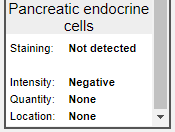 Pancreatic endocrine
cells
Staining: Not detected
Intensity: Negative
Quantity: None
Location: None